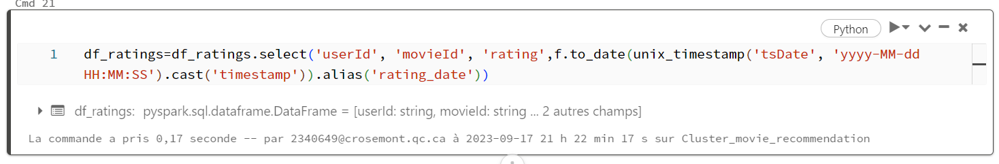 Cmd 21
Python
1 df_ratings=df_ratings.select('userId', 'movieId', 'rating',f.to_date(unix_timestamp('tsDate', 'yyyy-MM-dd
HH:MM:SS').cast('timestamp')).alias('rating_date'))
df_ratings: pyspark.sql.dataframe.DataFrame = [userId: string, movieId: string ... 2 autres champs]
La commande a pris 0,17 seconde -- par 2340649@crosemont.qc.ca à 2023-09-17 21 h 22 min 17 s sur Cluster_movie_recommendation